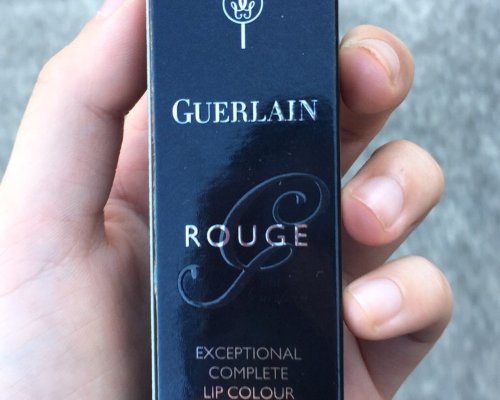 GUERLAIN
ROUGE
G
EXCEPTIONAL
COMPLETE
LIP COLOUR